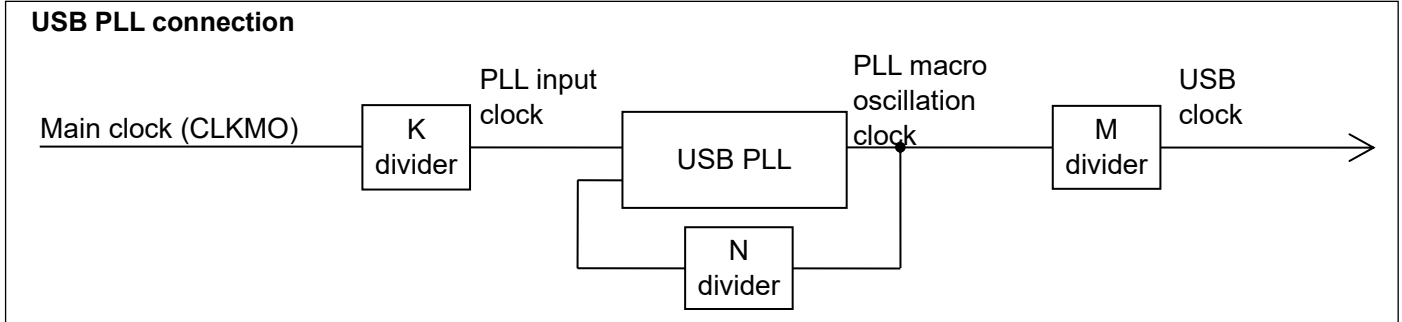 USB PLL connection
Main clock (CLKMO)
K
divider
PLL input
clock
USB PLL
N
divider
PLL macro
oscillation
clock
M
divider
USB
clock